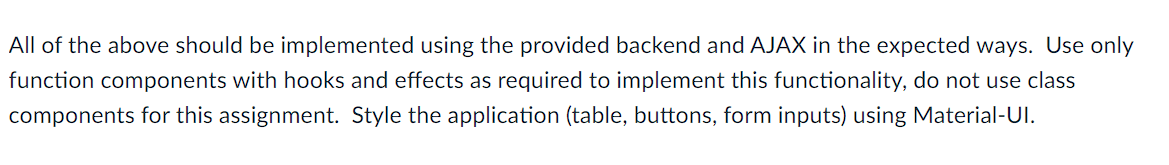 All of the above should be implemented using the provided backend and AJAX in the expected ways.  Use only
function components with hooks and effects as required to implement this functionality, do not use class
components for this assignment.  Style the application (table, buttons, form inputs) using Material-UI.